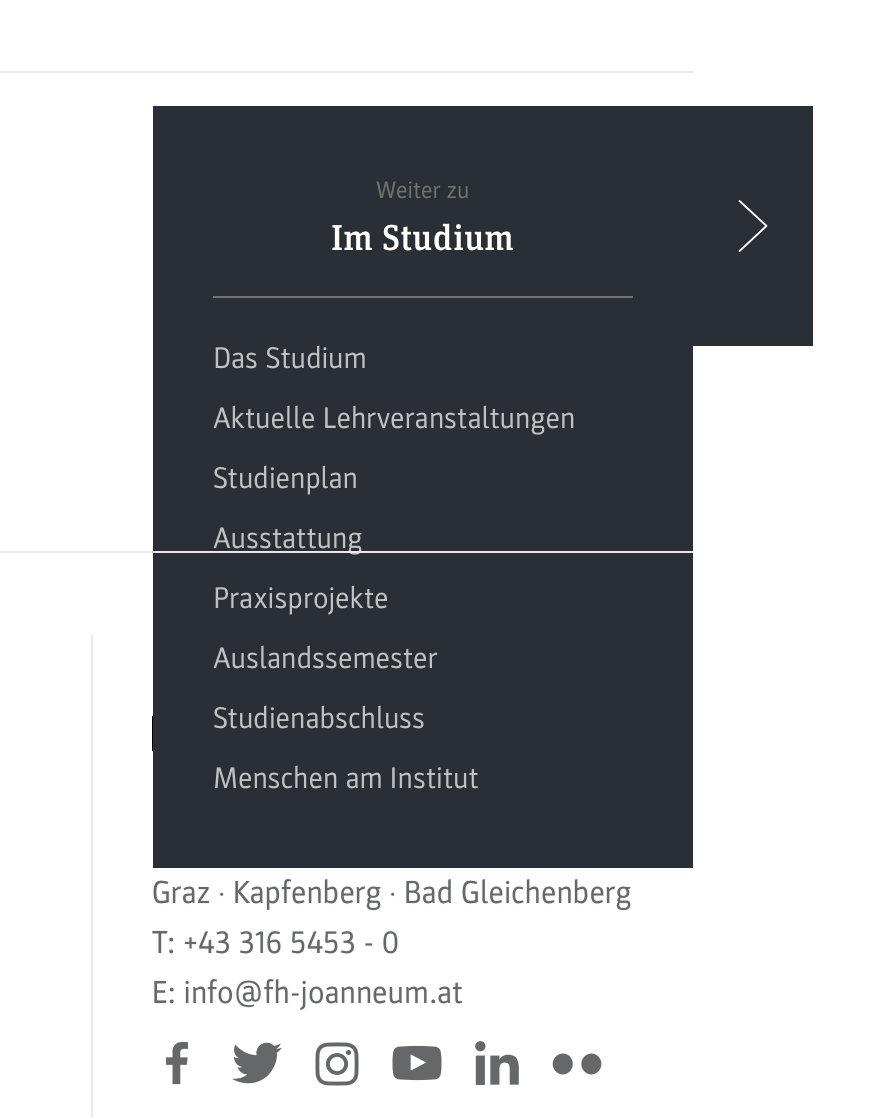 Weiter zu
Im Studium
Das Studium
Aktuelle Lehrveranstaltungen
Studienplan
Ausstattung
Praxisprojekte
Auslandssemester
Studienabschluss
Menschen am Institut
Graz · Kapfenberg · Bad Gleichenberg
T: +43 316 5453 - 0
E: info@fh-joanneum.at